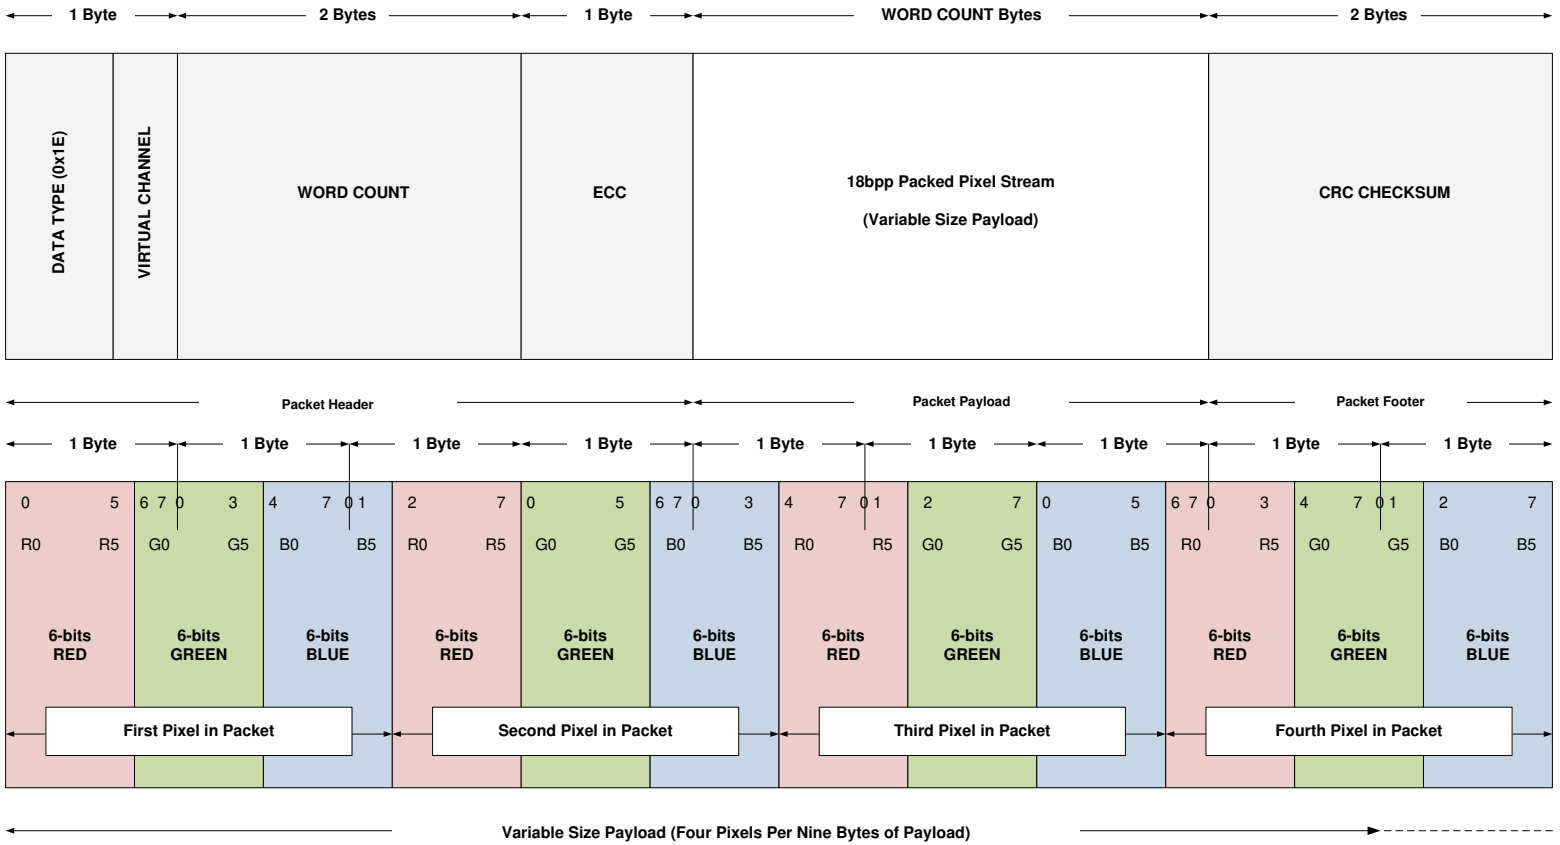 1 Byte 2 Bytes 1 Byte WORD COUNT Bytes 2 Bytes
DATA TYPE (0x1E)
VIRTUAL CHANNEL
WORD COUNT
ECC
18bpp Packed Pixel Stream
(Variable Size Payload)
CRC CHECKSUM
Packet Header Packet Payload Packet Footer
1 Byte 1 Byte 1 Byte 1 Byte 1 Byte 1 Byte 1 Byte 1 Byte 1 Byte
0 5 6 7 0 3 4 7 0 1 2 7 0 5 6 7 0 3 4 7 0 1 2 7 0 5 6 7 0 3 4 7 0 1 2 7
R0 R5 G0 G5 B0 B5 R0 R5 G0 G5 B0 B5 R0 R5 G0 G5 B0 B5 R0 R5 G0 G5 B0 B5
6-bits 6-bits 6-bits 6-bits 6-bits 6-bits 6-bits 6-bits 6-bits 6-bits 6-bits 6-bits
RED GREEN BLUE RED GREEN BLUE RED GREEN BLUE RED GREEN BLUE
First Pixel in Packet Second Pixel in Packet Third Pixel in Packet Fourth Pixel in Packet
Variable Size Payload (Four Pixels Per Nine Bytes of Payload)